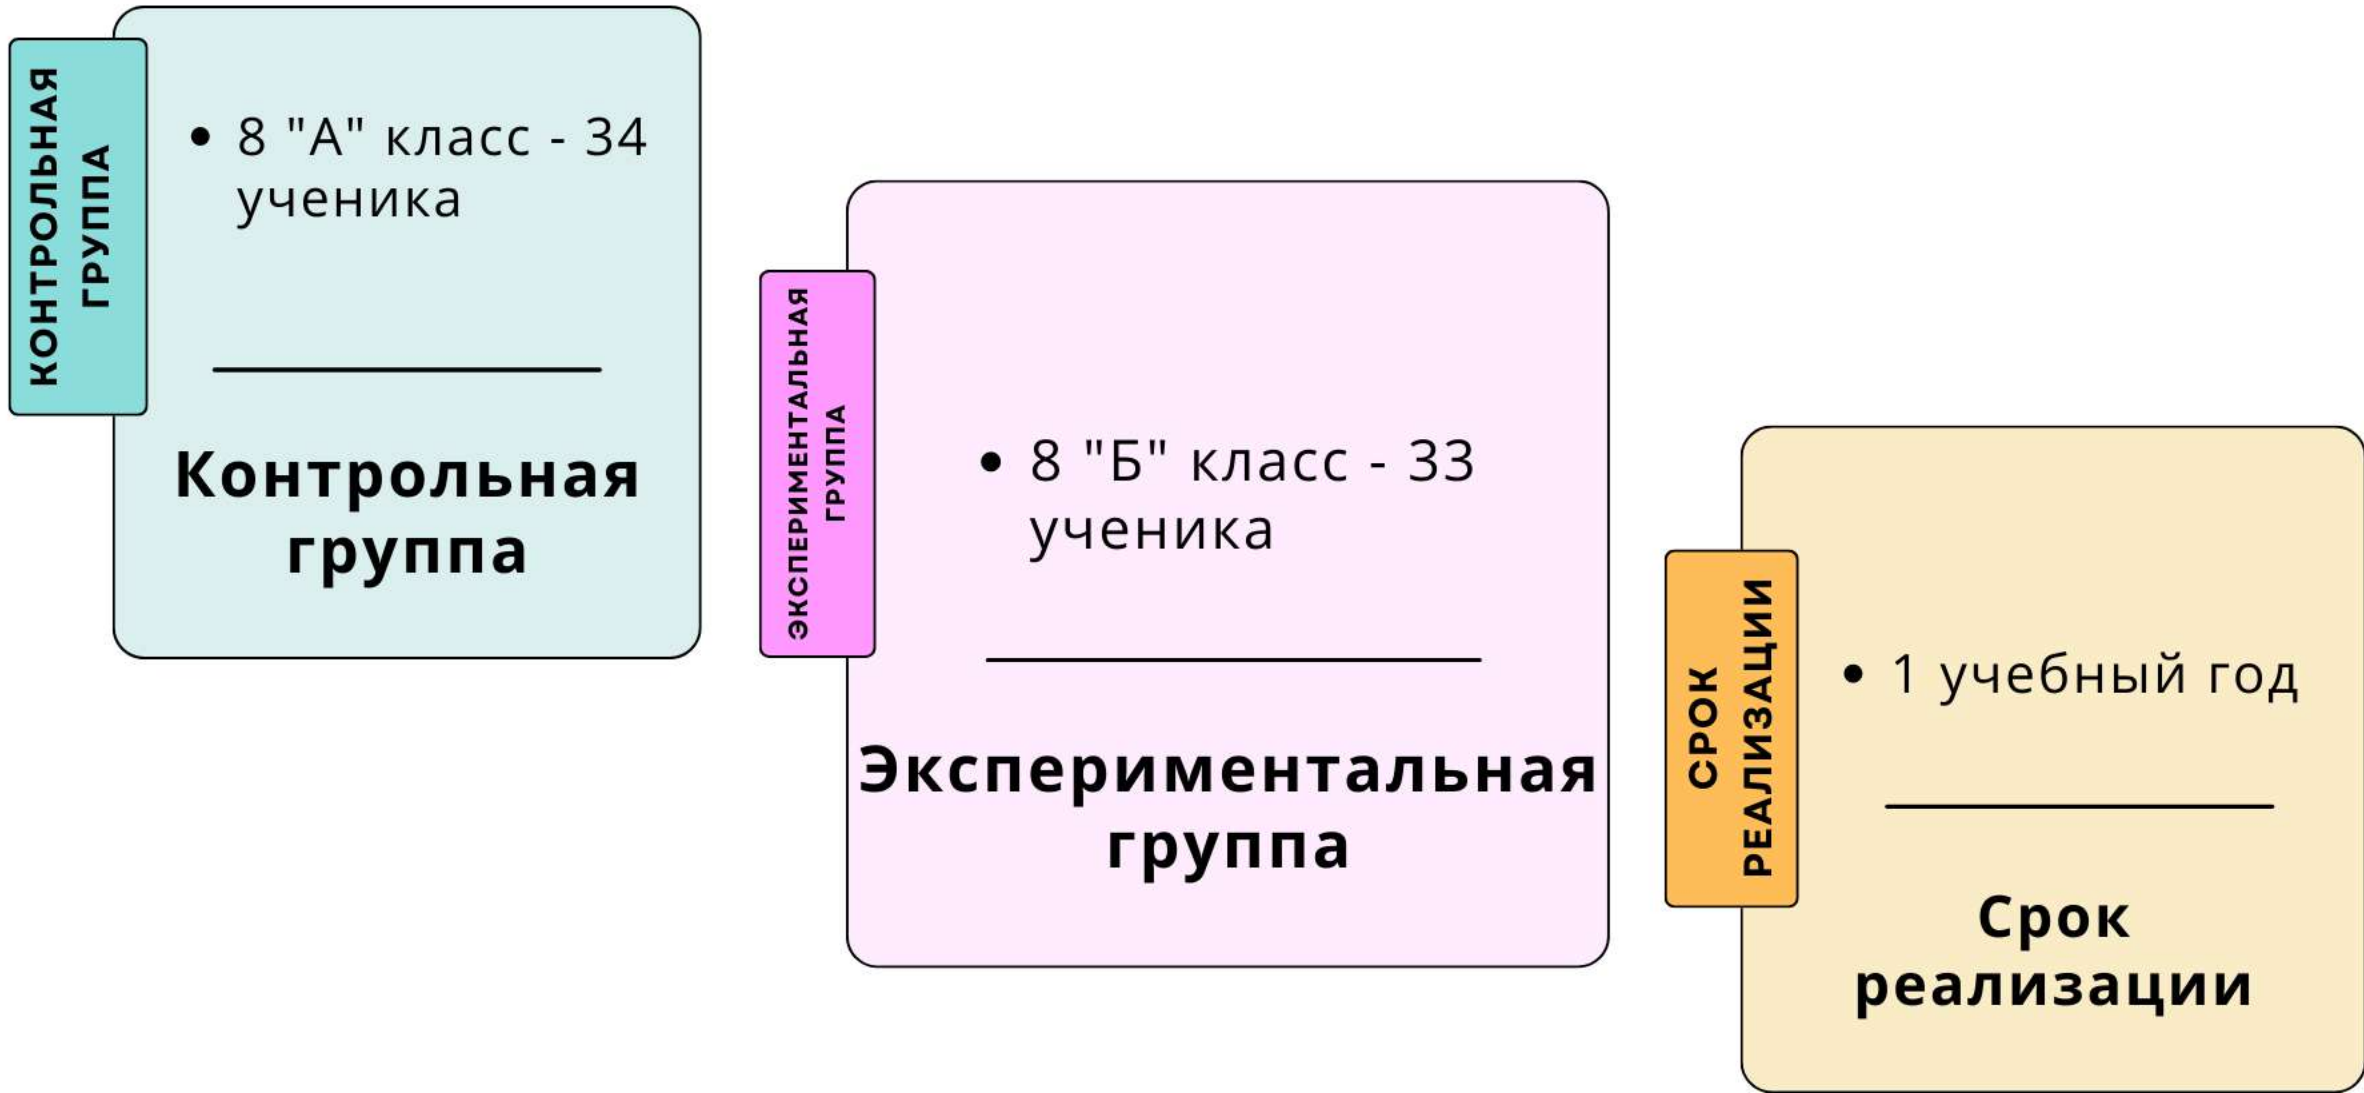 КОНТРОЛЬНАЯ
ГРУППА
• 8 "А" класс - 34
ученика
Контрольная
группа
ЭКСПЕРИМЕНТАЛЬНАЯ
ГРУППА
• 8 "Б" класс - 33
ученика
Экспериментальная
группа
СРОК
РЕАЛИЗАЦИИ
• 1 учебный год
Срок
реализации